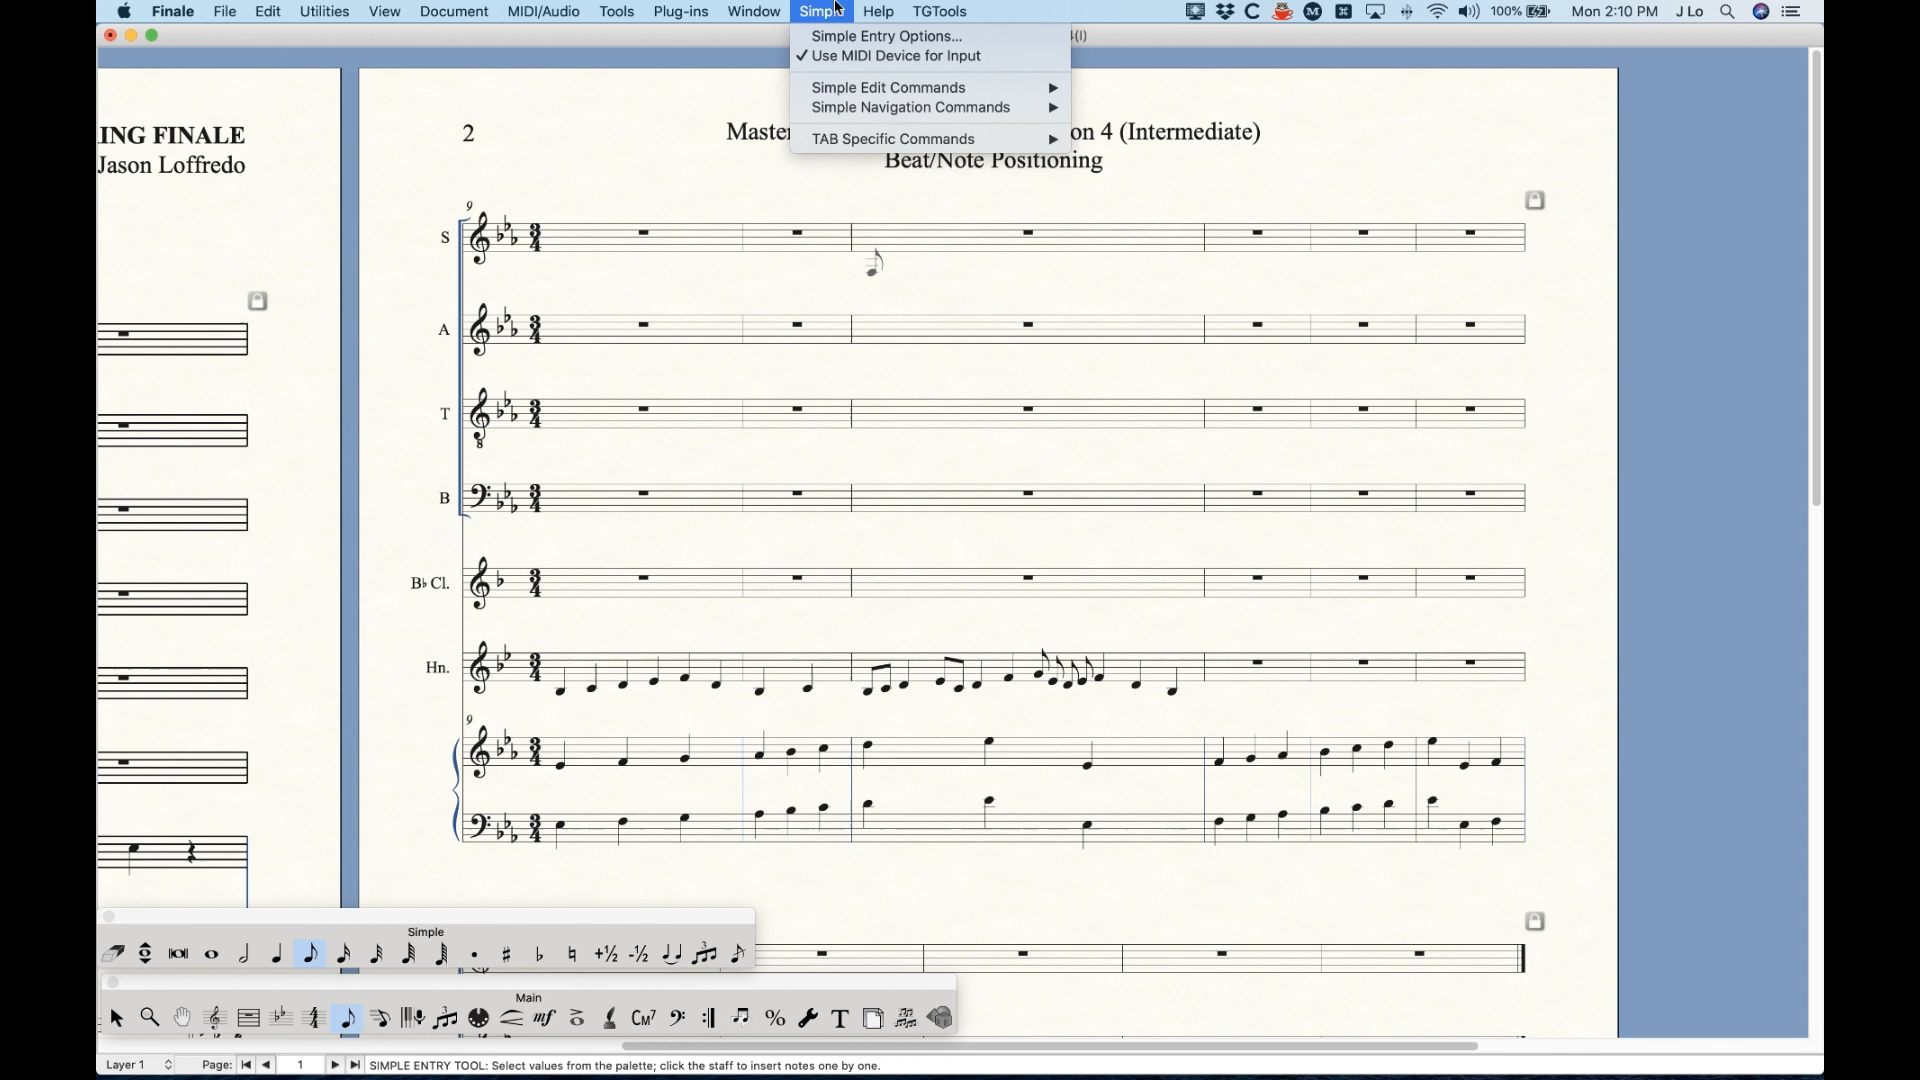 Finale File Edit Utilities View Document MIDI/Audio Tools Plug-ins Window Simple Help TGTools 100% Mon 2:10 PM J Lo
Simple Entry Options...
✓ Use MIDI Device for Input
Simple Edit Commands
Simple Navigation Commands
TAB Specific Commands
4(I)
ING FINALE
Jason Loffredo
2
Master
on 4 (Intermediate)
Beat/Note Positioning
9
S
A
T
B
B♭ Cl.
Hn.
9
Simple
Main
Layer 1 Page: 1 SIMPLE ENTRY TOOL: Select values from the palette; click the staff to insert notes one by one.